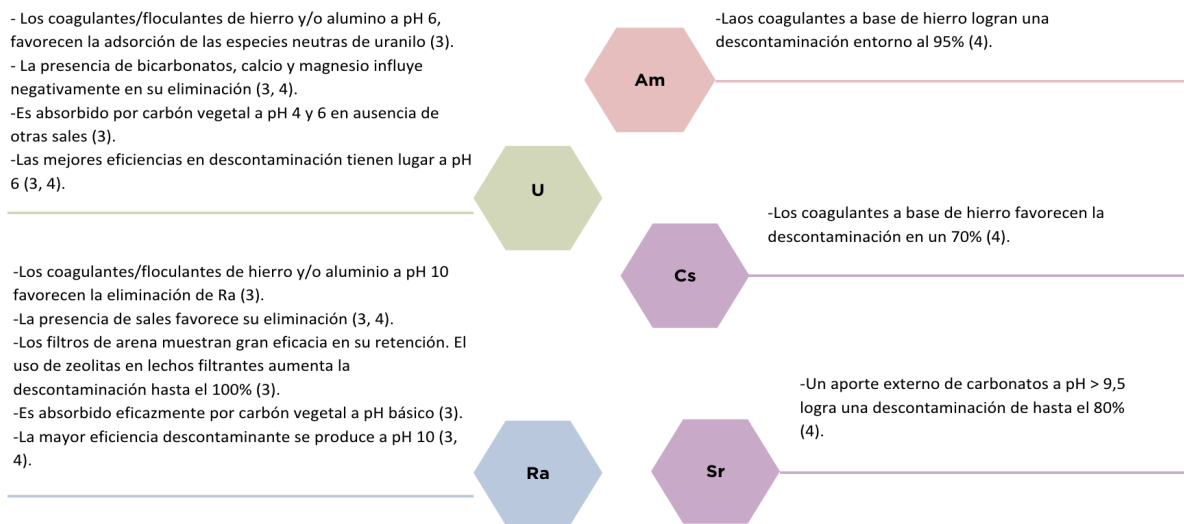 - Los coagulantes/floculantes de hierro y/o alumino a pH 6,
favorecen la adsorción de las especies neutras de uranilo (3).
- La presencia de bicarbonatos, calcio y magnesio influye
negativamente en su eliminación (3, 4).
-Es absorbido por carbón vegetal a pH 4 y 6 en ausencia de
otras sales (3).
-Las mejores eficiencias en descontaminación tienen lugar a pH
6 (3, 4).
U
-Los coagulantes/floculantes de hierro y/o aluminio a pH 10
favorecen la eliminación de Ra (3).
-La presencia de sales favorece su eliminación (3, 4).
-Los filtros de arena muestran gran eficacia en su retención. El
uso de zeolitas en lechos filtrantes aumenta la
descontaminación hasta el 100% (3).
-Es absorbido eficazmente por carbón vegetal a pH básico (3).
-La mayor eficiencia descontaminante se produce a pH 10 (3,
4).
Ra
-Laos coagulantes a base de hierro logran una
descontaminación entorno al 95% (4).
Am
-Los coagulantes a base de hierro favorecen la
descontaminación en un 70% (4).
Cs
-Un aporte externo de carbonatos a pH > 9,5
logra una descontaminación de hasta el 80%
(4).
Sr